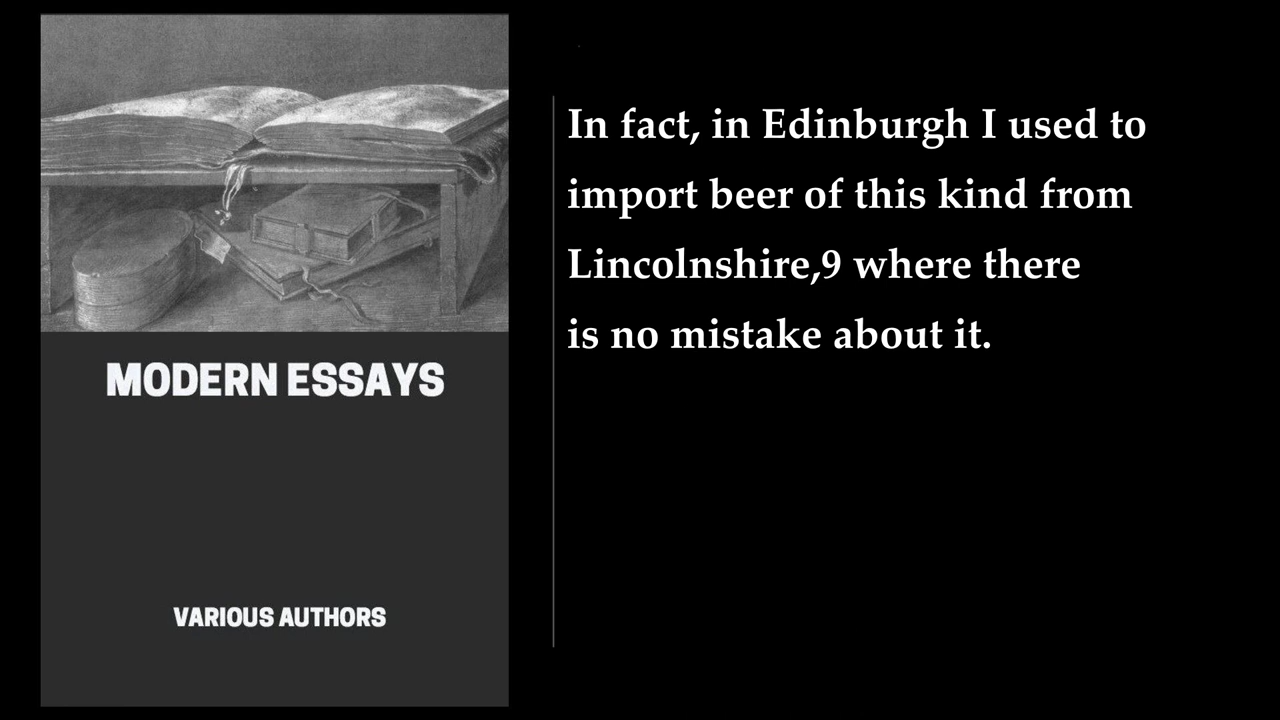 MODERN ESSAYS
VARIOUS AUTHORS
In fact, in Edinburgh I used to
import beer of this kind from
Lincolnshire,9 where there
is no mistake about it.